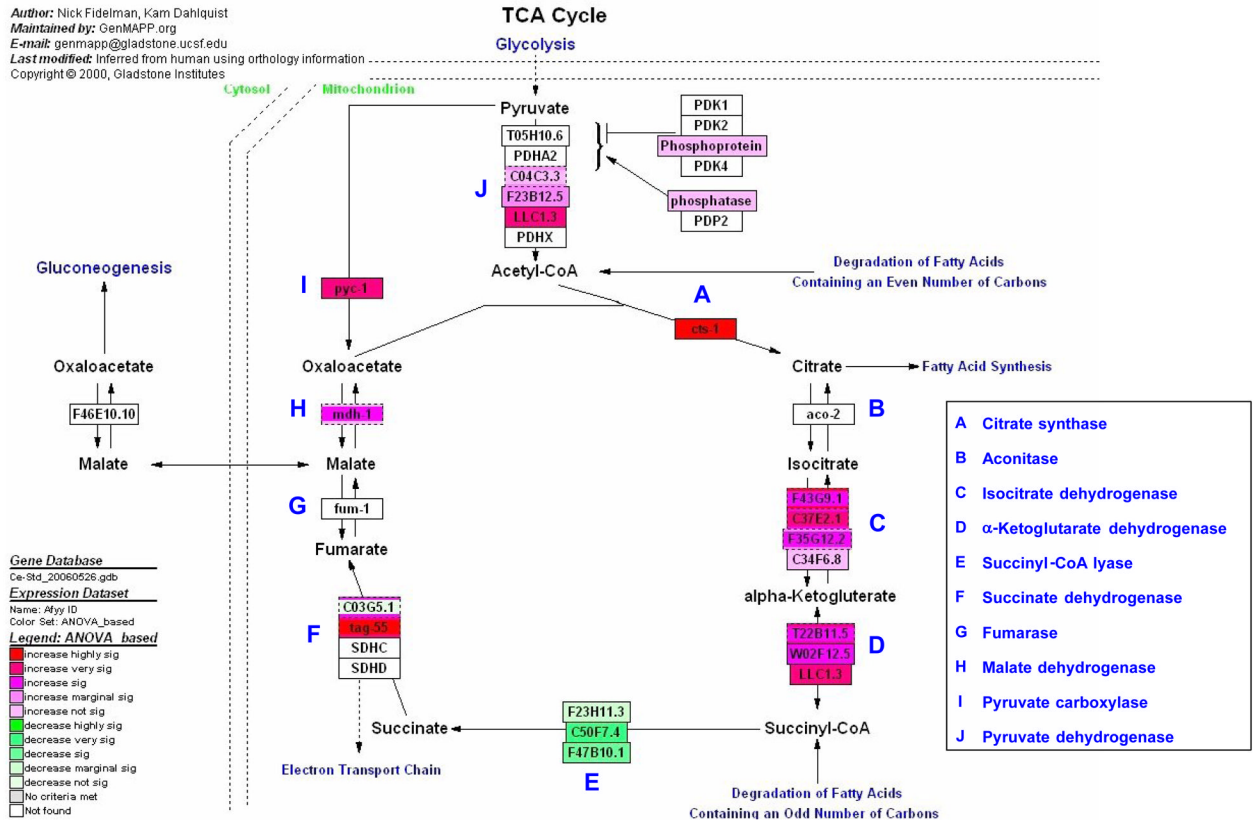 Author: Nick Fidelman, Kam Dahlquist
Maintained by: GenMAPP.org
E-mail: genmapp@gladstone.ucsf.edu
Last modified: Inferred from human using orthology information
Copyright © 2000, Gladstone Institutes
TCA Cycle
Glycolysis
Cytosol
Mitochondrion
Pyruvate
T05H10.6
PDHA2
C04C3.3
F23B12.5
LLC1.3
PDHX
J
PDK1
PDK2
Phosphoprotein
PDK4
phosphatase
PDP2
Acetyl-CoA
Degradation of Fatty Acids
Containing an Even Number of Carbons
Gluconeogenesis
I
pyc-1
A
cts-1
Oxaloacetate
Oxaloacetate
Citrate
Fatty Acid Synthesis
F46E10.10
H
mdh-1
aco-2
B
Malate
Malate
Isocitrate
G
fum-1
F43G9.1
C37E2.1
F35G12.2
C34F6.8
C
Fumarate
alpha-Ketogluterate
C03G5.1
tag-55
SDHC
SDHD
F
T22B11.5
W02F12.5
LLC1.3
D
Succinate
F23H11.3
C50F7.4
F47B10.1
E
Succinyl-CoA
Electron Transport Chain
Degradation of Fatty Acids
Containing an Odd Number of Carbons
Gene Database
Ce-Std_20060526.gdb
Expression Dataset
Name: Afyy ID
Color Set: ANOVA_based
Legend: ANOVA_based
increase highly sig
increase very sig
increase sig
increase marginal sig
increase not sig
decrease highly sig
decrease very sig
decrease sig
decrease marginal sig
decrease not sig
No criteria met
Not found
A Citrate synthase
B Aconitase
C Isocitrate dehydrogenase
D α-Ketoglutarate dehydrogenase
E Succinyl-CoA lyase
F Succinate dehydrogenase
G Fumarase
H Malate dehydrogenase
I Pyruvate carboxylase
J Pyruvate dehydrogenase